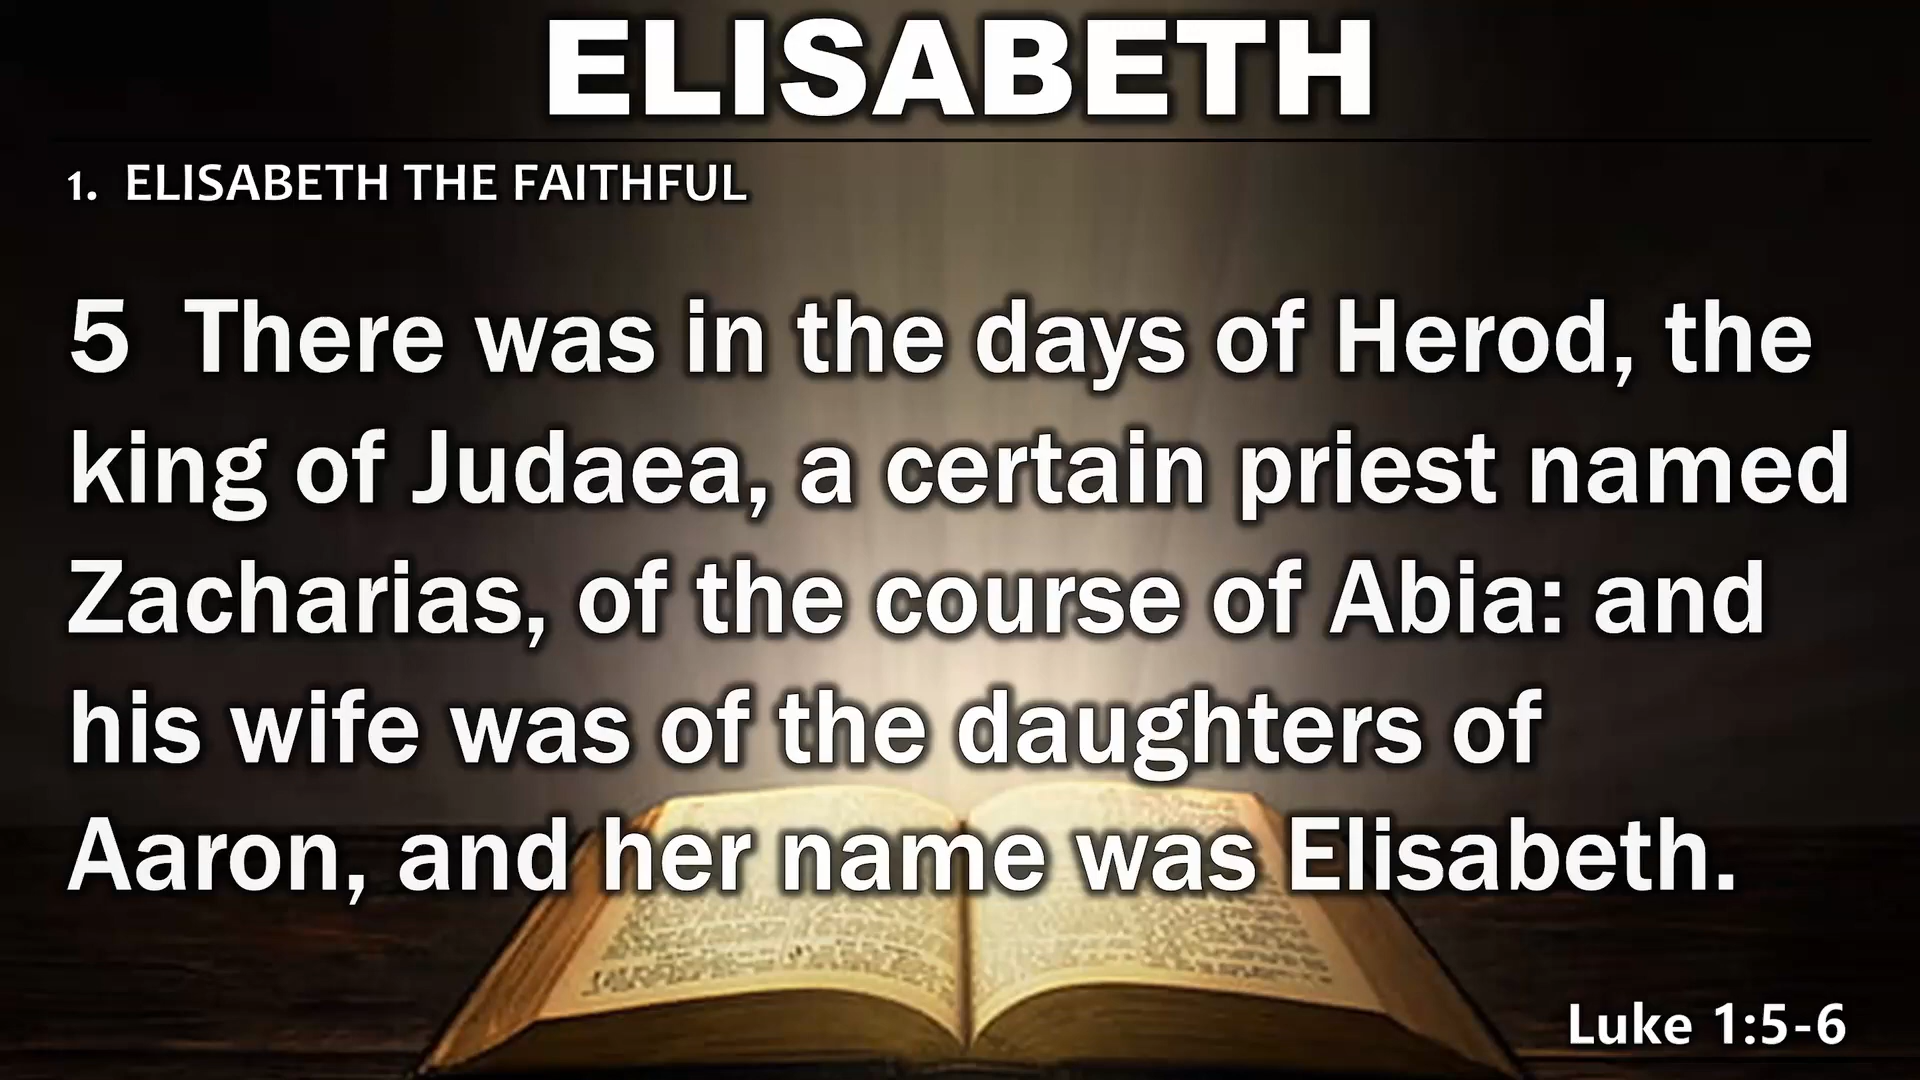 ELISABETH
1. ELISABETH THE FAITHFUL
5 There was in the days of Herod, the
king of Judaea, a certain priest named
Zacharias, of the course of Abia: and
his wife was of the daughters of
Aaron, and her name was Elisabeth.
Luke 1:5-6